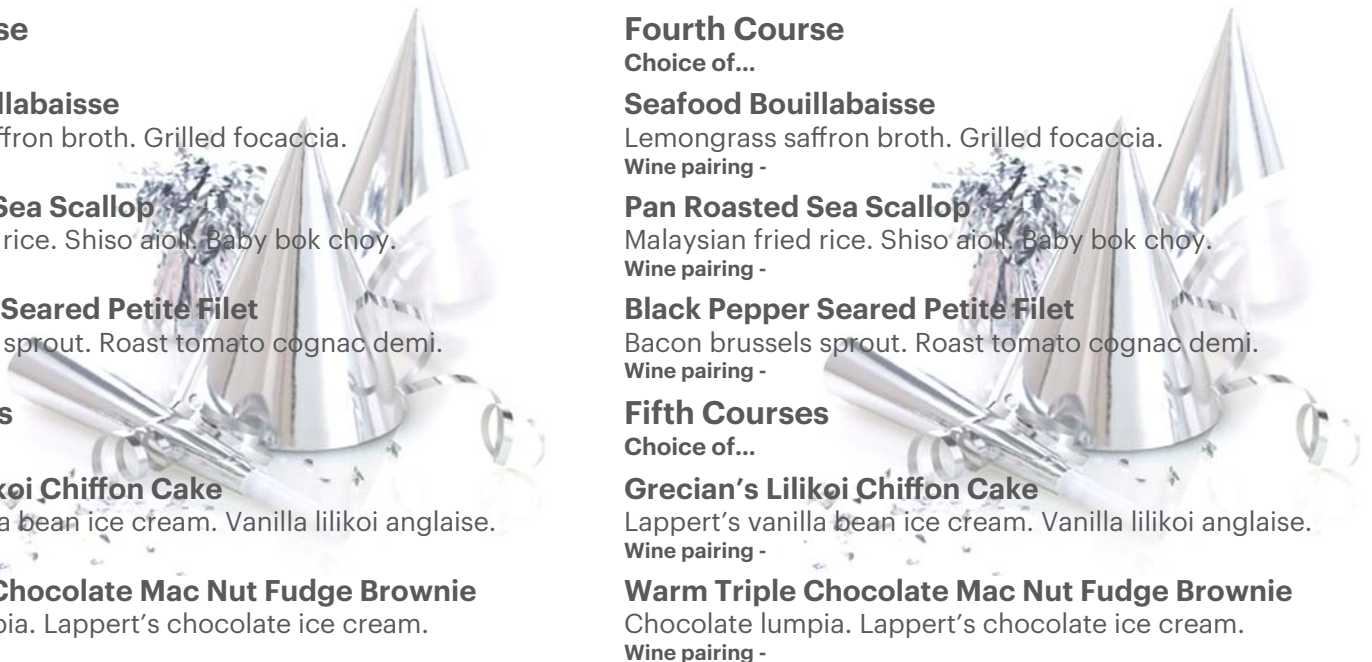 se
llabaisse
ffron broth. Grilled focaccia.
Sea Scallop
rice. Shiso aioli. Baby bok choy.
Seared Petite Filet
sprout. Roast tomato cognac demi.
s
koi Chiffon Cake
a bean ice cream. Vanilla lilikoi anglaise.
Chocolate Mac Nut Fudge Brownie
pia. Lappert’s chocolate ice cream.
Fourth Course
Choice of...
Seafood Bouillabaisse
Lemongrass saffron broth. Grilled focaccia.
Wine pairing -
Pan Roasted Sea Scallop
Malaysian fried rice. Shiso aioli. Baby bok choy.
Wine pairing -
Black Pepper Seared Petite Filet
Bacon brussels sprout. Roast tomato cognac demi.
Wine pairing -
Fifth Courses
Choice of...
Grecian’s Lilikoi Chiffon Cake
Lappert’s vanilla bean ice cream. Vanilla lilikoi anglaise.
Wine pairing -
Warm Triple Chocolate Mac Nut Fudge Brownie
Chocolate lumpia. Lappert’s chocolate ice cream.
Wine pairing -